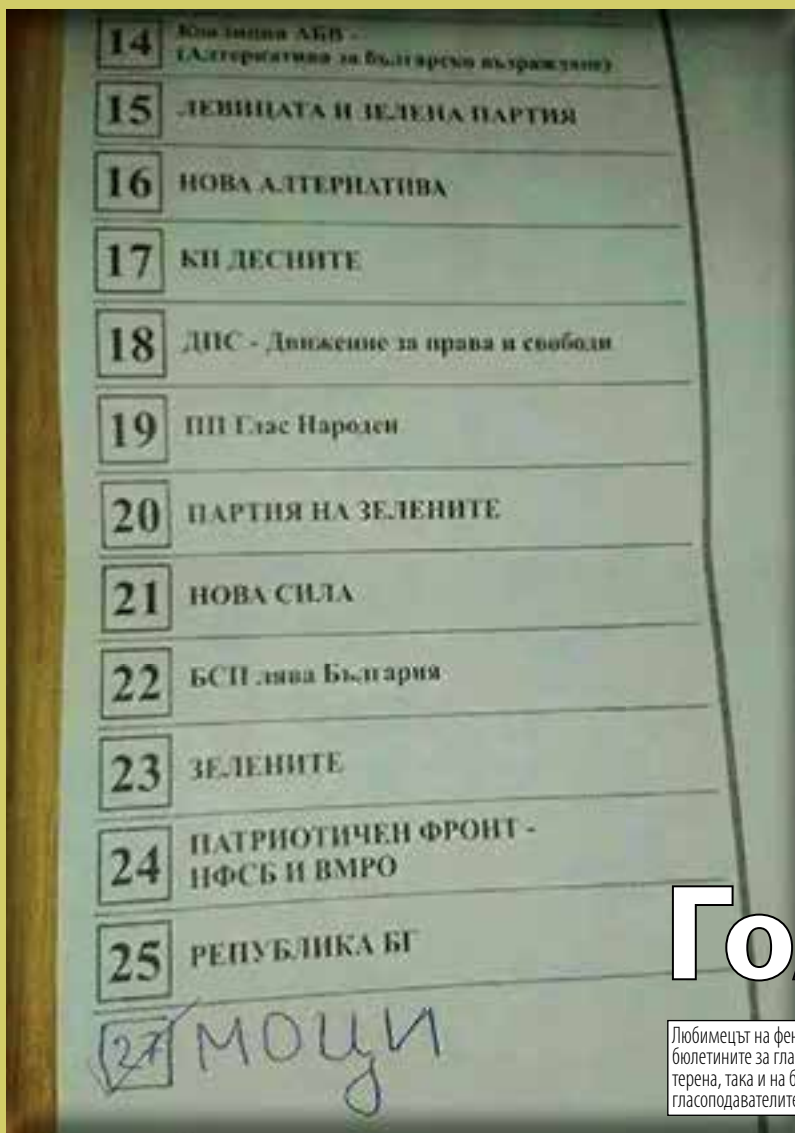 14 Коалиция АБВ -
(Алтернатива за българско възраждане)
15 ЛЕВИЦАТА И ЗЕЛЕНА ПАРТИЯ
16 НОВА АЛТЕРНАТИВА
17 КП ДЕСНИТЕ
18 ДПС - Движение за права и свободи
19 ПП Глас Народен
20 ПАРТИЯ НА ЗЕЛЕНИТЕ
21 НОВА СИЛА
22 БСП лява България
23 ЗЕЛЕНИТЕ
24 ПАТРИОТИЧЕН ФРОНТ -
НФСБ И ВМРО
25 РЕПУБЛИКА БГ
27 МОЦИ
Го
Любимецът на фен
бюлетините за гла
терена, така и на б
гласоподавателите